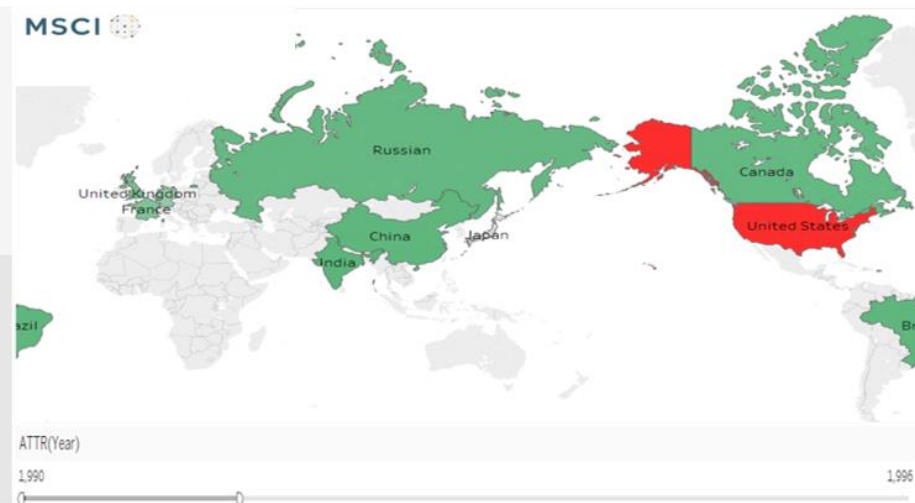 MSCI
Russian
United Kingdom
Canada
France
United States
China
Japan
India
azil
Br
ATTR(Year)
1,990
1,996